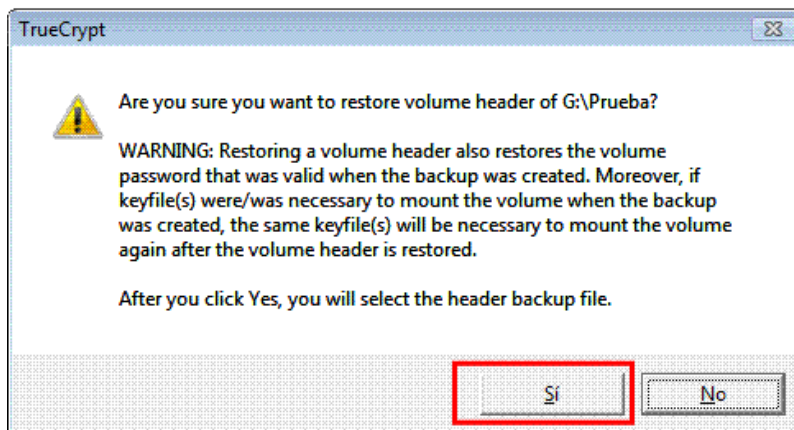 TrueCrypt
Are you sure you want to restore volume header of G:\Prueba?
WARNING: Restoring a volume header also restores the volume
password that was valid when the backup was created. Moreover, if
keyfile(s) were/was necessary to mount the volume when the backup
was created, the same keyfile(s) will be necessary to mount the volume
again after the volume header is restored.
After you click Yes, you will select the header backup file.
Sí No